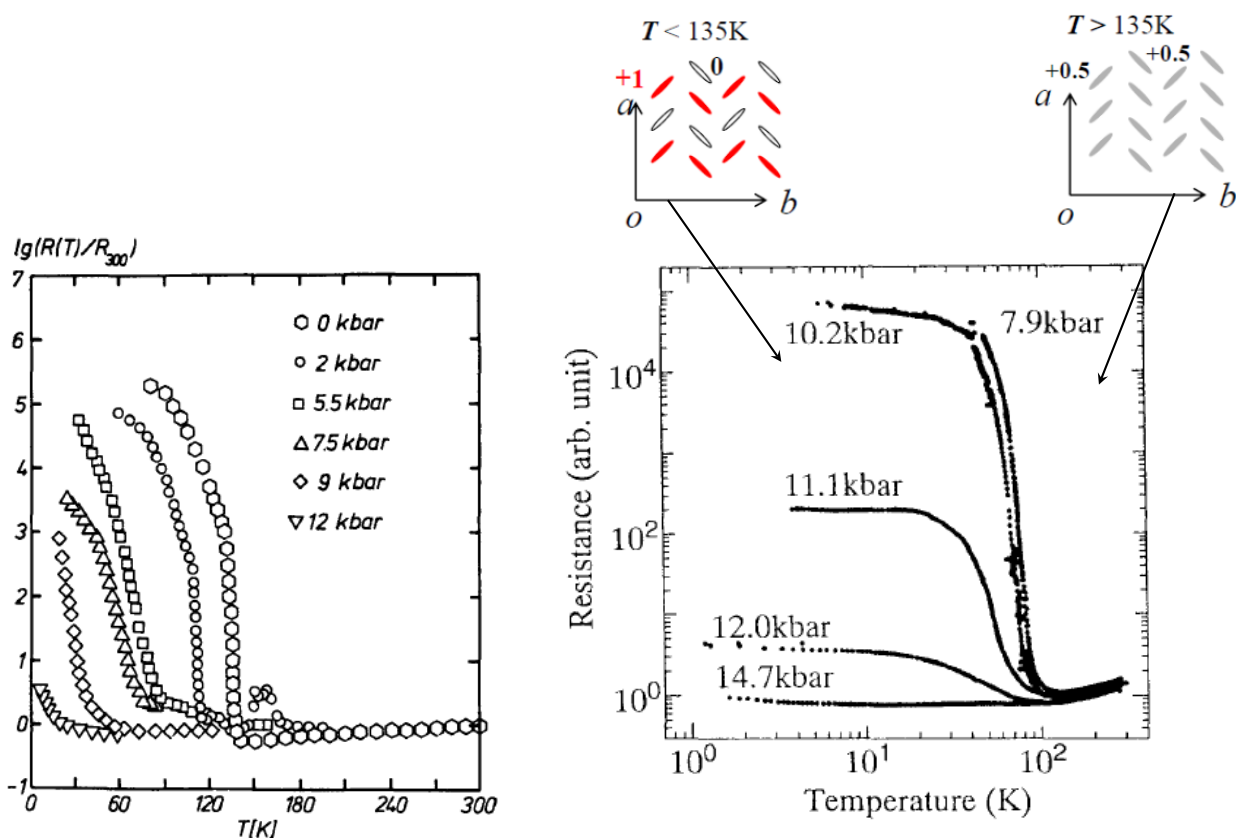 T < 135K
0
+1
a
o
b
T > 135K
+0.5
+0.5
a
o
b
lg(R(T)/R300)
7
6
5
4
3
2
1
0
-1
0 kbar
2 kbar
5.5 kbar
7.5 kbar
9 kbar
12 kbar
0 60 120 180 240 300
T[K]
Resistance (arb. unit)
10^4
10^2
10^0
10.2kbar
7.9kbar
11.1kbar
12.0kbar
14.7kbar
10^0 10^1 10^2
Temperature (K)